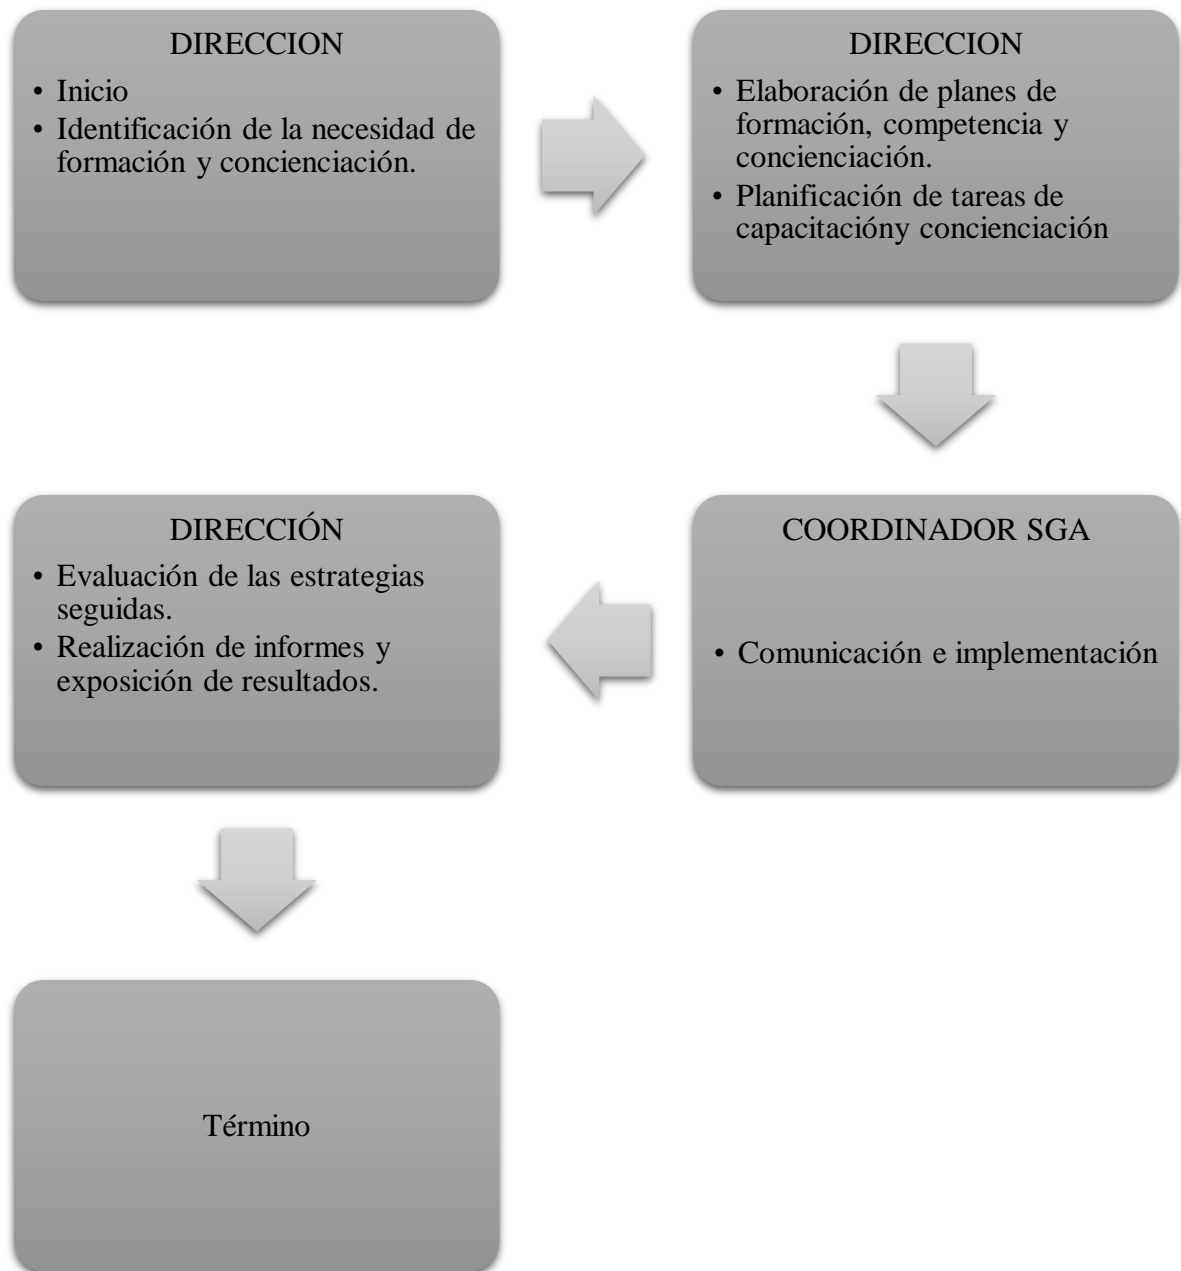 DIRECCION
• Inicio
• Identificación de la necesidad de
formación y concienciación.
DIRECCION
• Elaboración de planes de
formación, competencia y
concienciación.
• Planificación de tareas de
capacitacióny concienciación
COORDINADOR SGA
• Comunicación e implementación
DIRECCIÓN
• Evaluación de las estrategias
seguidas.
• Realización de informes y
exposición de resultados.
Término